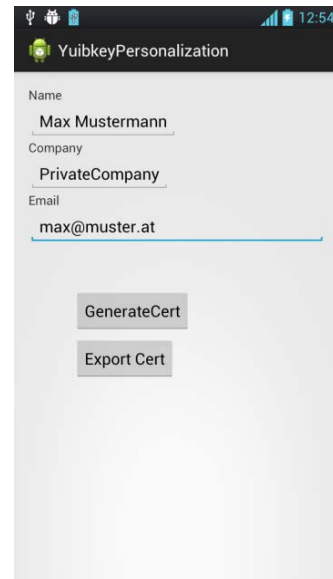 12:54
YuibkeyPersonalization
Name
Max Mustermann
Company
PrivateCompany
Email
max@muster.at
GenerateCert
Export Cert